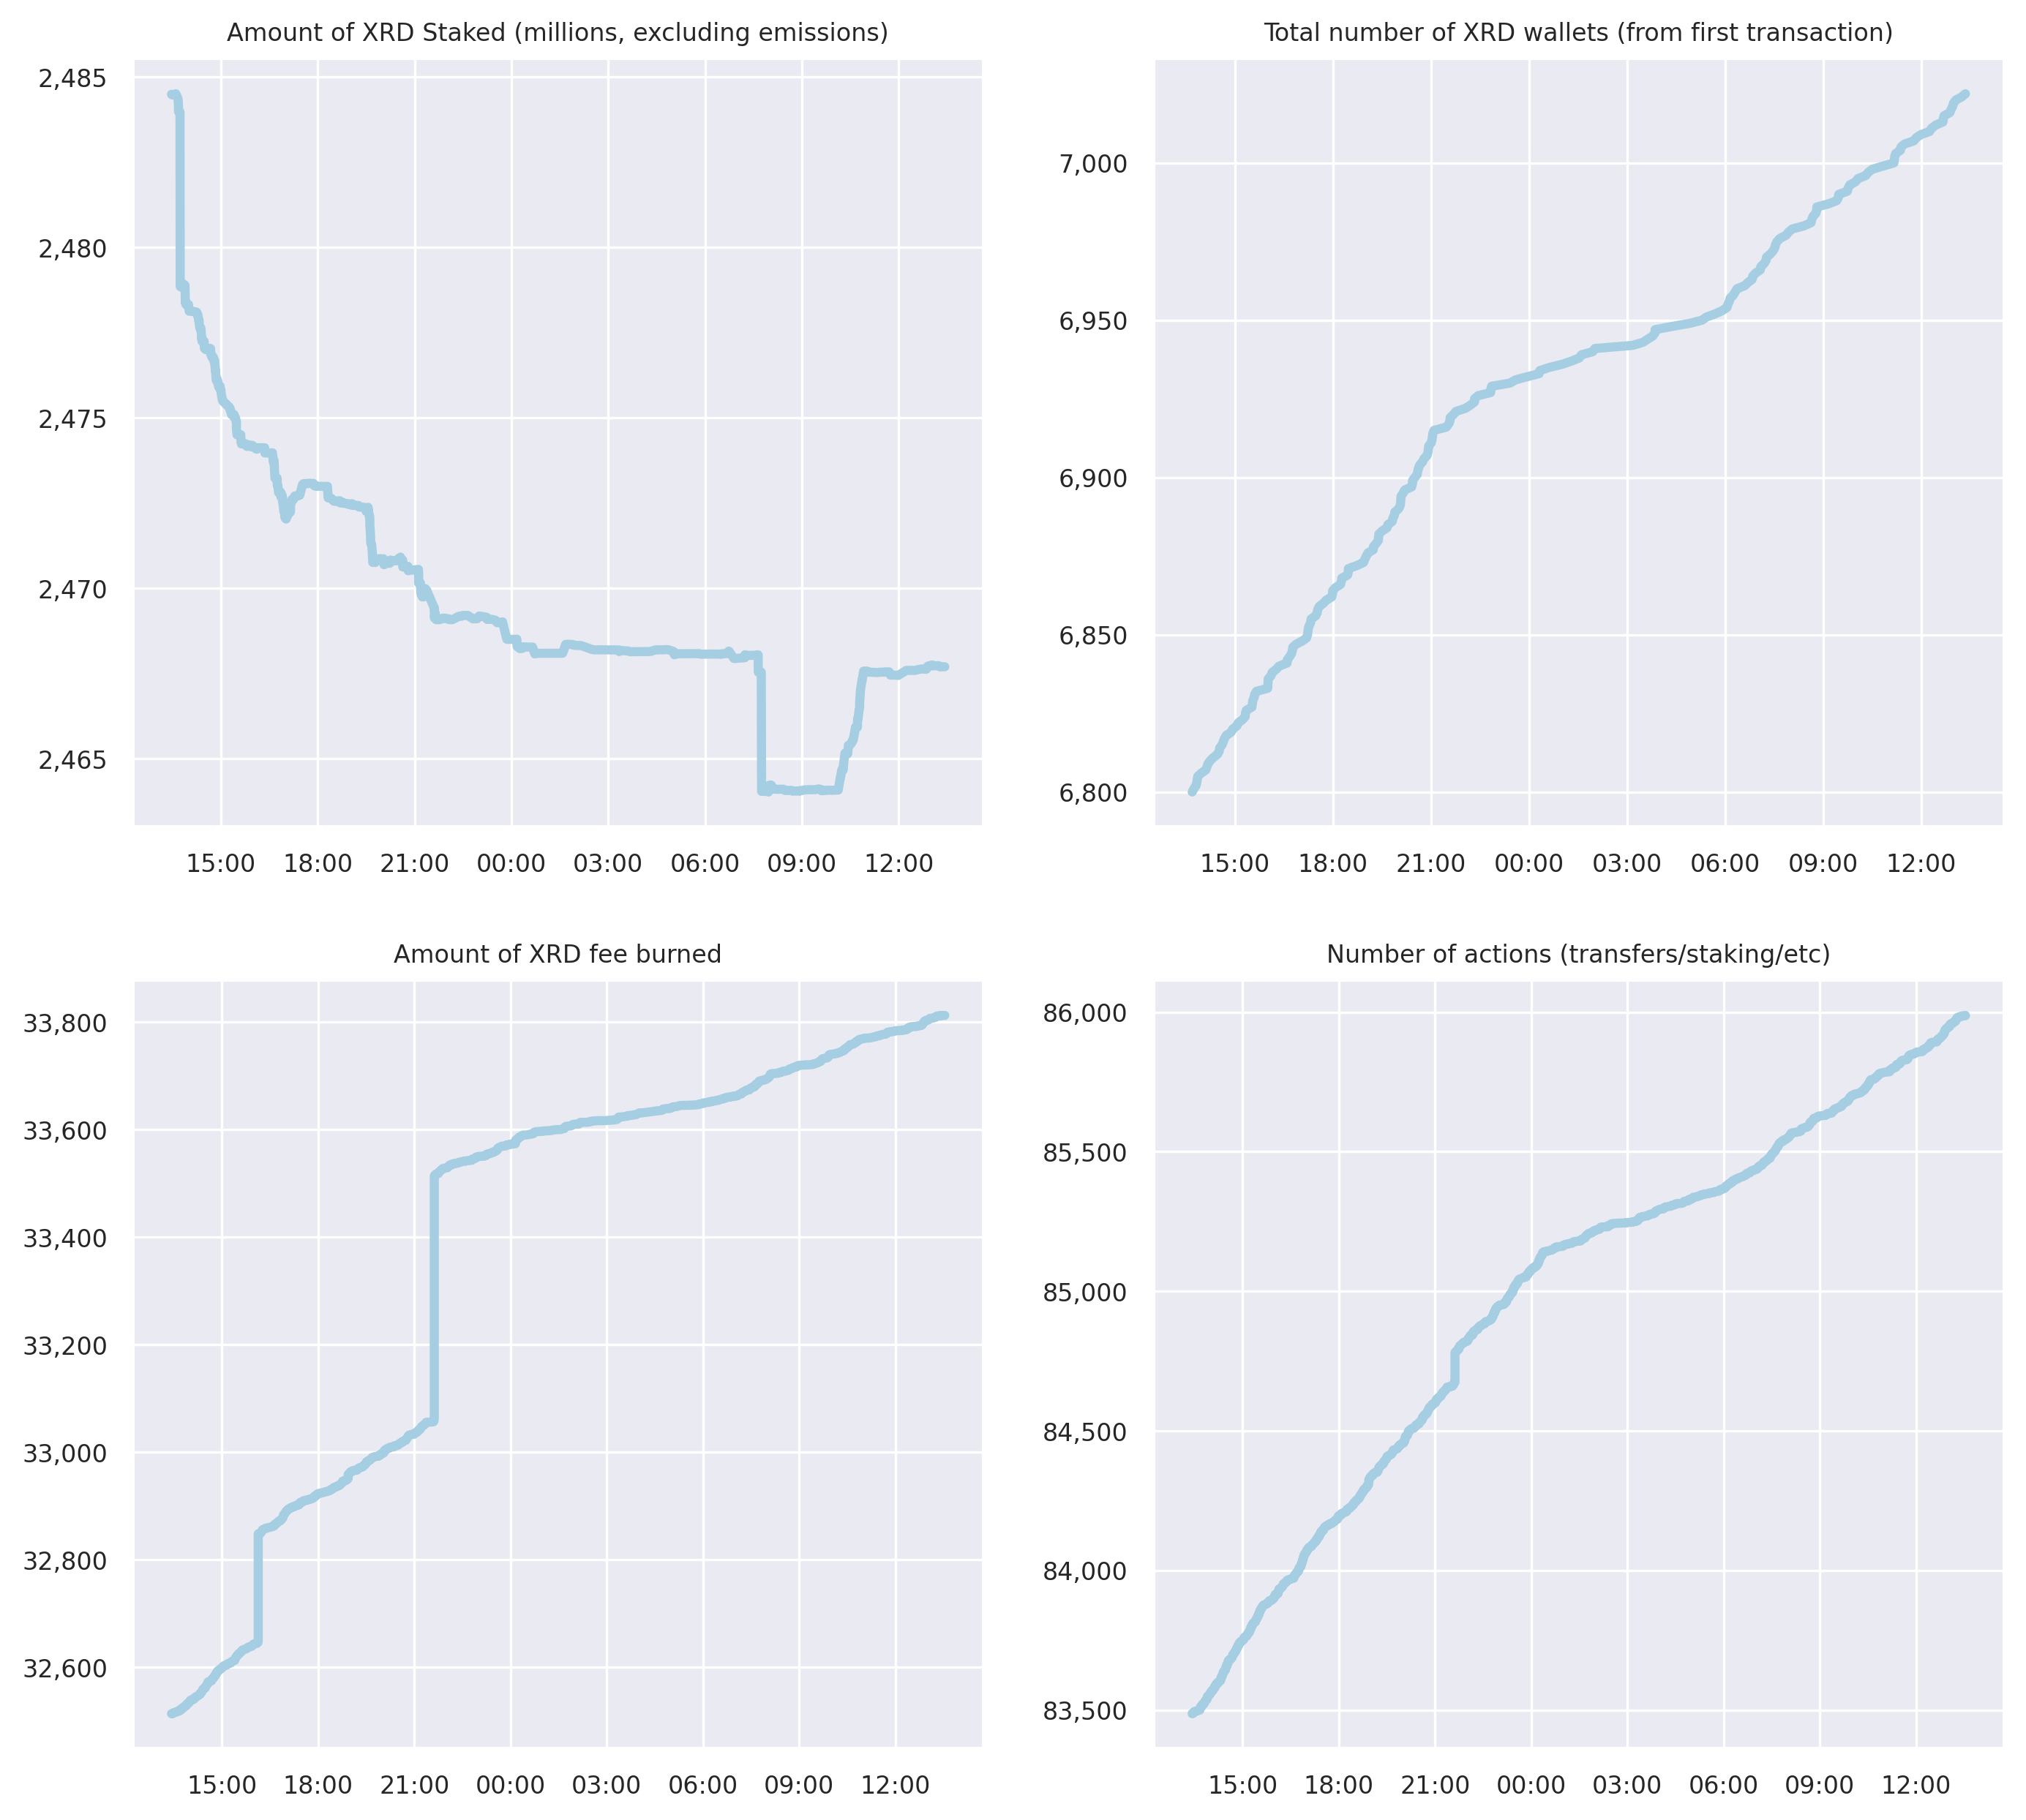 Amount of XRD Staked (millions, excluding emissions)
2,485
2,480
2,475
2,470
2,465
15:00 18:00 21:00 00:00 03:00 06:00 09:00 12:00
Total number of XRD wallets (from first transaction)
7,000
6,950
6,900
6,850
6,800
15:00 18:00 21:00 00:00 03:00 06:00 09:00 12:00
Amount of XRD fee burned
33,800
33,600
33,400
33,200
33,000
32,800
32,600
15:00 18:00 21:00 00:00 03:00 06:00 09:00 12:00
Number of actions (transfers/staking/etc)
86,000
85,500
85,000
84,500
84,000
83,500
15:00 18:00 21:00 00:00 03:00 06:00 09:00 12:00